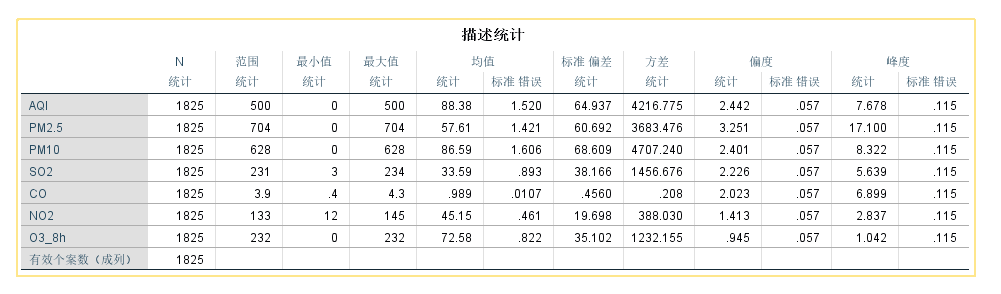 描述统计
N 范围 最小值 最大值 均值 标准 偏差 方差 偏度 峰度
统计 统计 统计 统计 统计 标准 错误 统计 统计 统计 标准 错误 统计 标准 错误
AQI 1825 500 0 500 88.38 1.520 64.937 4216.775 2.442 .057 7.678 .115
PM2.5 1825 704 0 704 57.61 1.421 60.692 3683.476 3.251 .057 17.100 .115
PM10 1825 628 0 628 86.59 1.606 68.609 4707.240 2.401 .057 8.322 .115
SO2 1825 231 3 234 33.59 .893 38.166 1456.676 2.226 .057 5.639 .115
CO 1825 3.9 .4 4.3 .989 .0107 .4560 .208 2.023 .057 6.899 .115
NO2 1825 133 12 145 45.15 .461 19.698 388.030 1.413 .057 2.837 .115
O3_8h 1825 232 0 232 72.58 .822 35.102 1232.155 .945 .057 1.042 .115
有效个案数（成列） 1825